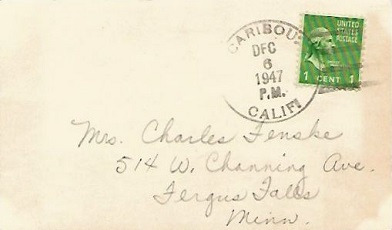 CARIBOU
DEC
6
1947
P.M.
CALIF
UNITED
STATES
POSTAGE
1 CENT 1
Mrs. Charles Fenske
514 W. Channing Ave.
Fergus Falls
Minn.